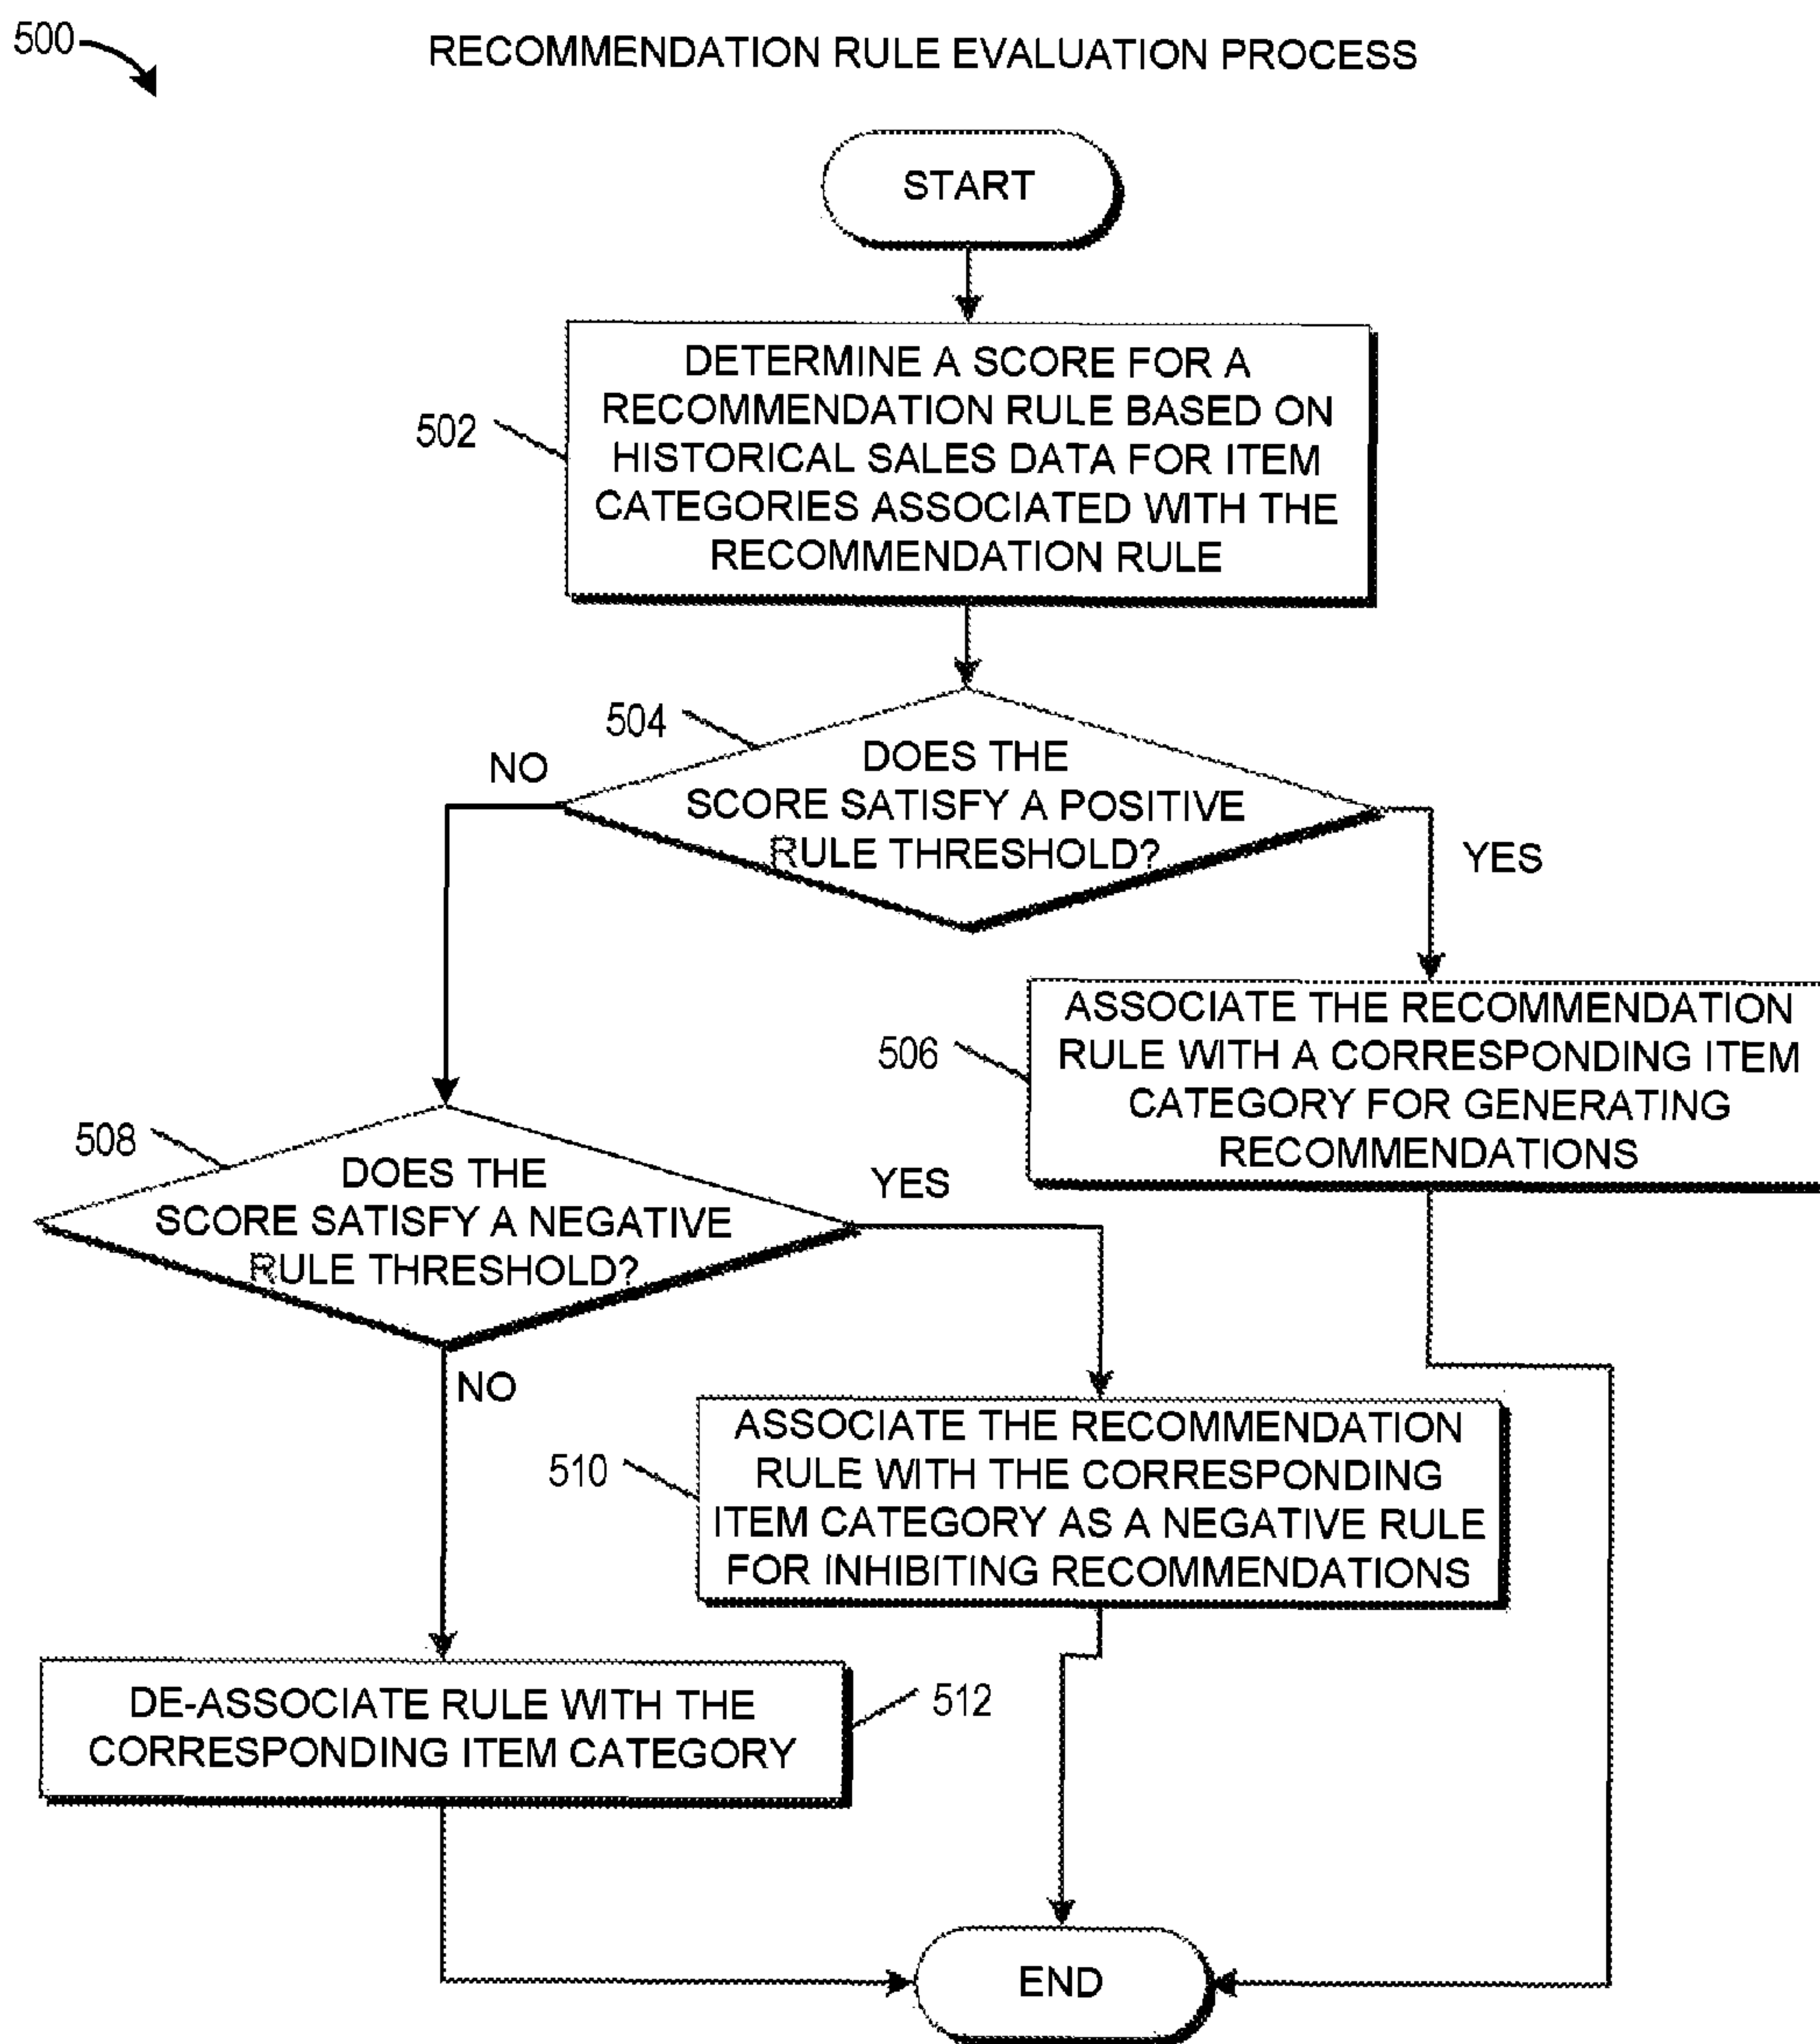 500
RECOMMENDATION RULE EVALUATION PROCESS
START
502
DETERMINE A SCORE FOR A
RECOMMENDATION RULE BASED ON
HISTORICAL SALES DATA FOR ITEM
CATEGORIES ASSOCIATED WITH THE
RECOMMENDATION RULE
504
DOES THE
SCORE SATISFY A POSITIVE
RULE THRESHOLD?
NO
YES
506
ASSOCIATE THE RECOMMENDATION
RULE WITH A CORRESPONDING ITEM
CATEGORY FOR GENERATING
RECOMMENDATIONS
508
DOES THE
SCORE SATISFY A NEGATIVE
RULE THRESHOLD?
YES
NO
510
ASSOCIATE THE RECOMMENDATION
RULE WITH THE CORRESPONDING
ITEM CATEGORY AS A NEGATIVE RULE
FOR INHIBITING RECOMMENDATIONS
DE-ASSOCIATE RULE WITH THE
CORRESPONDING ITEM CATEGORY
512
END